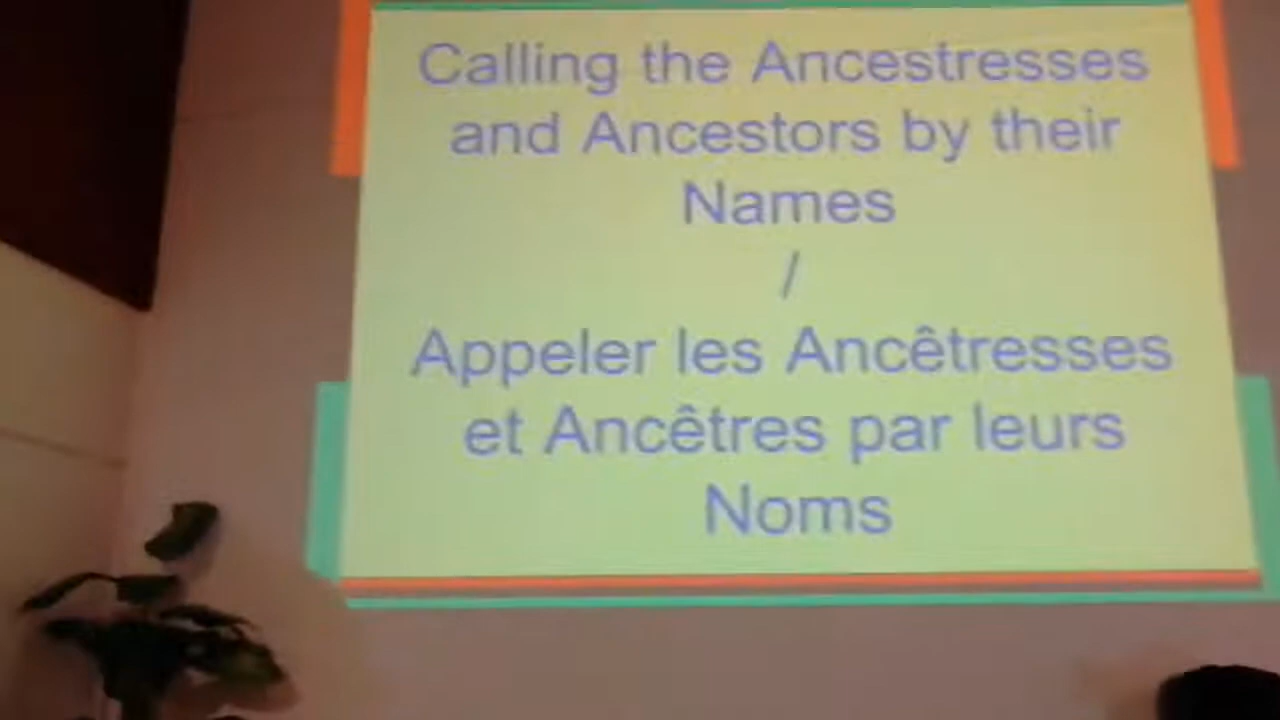 Calling the Ancestresses
and Ancestors by their
Names
/
Appeler les Ancêtresses
et Ancêtres par leurs
Noms